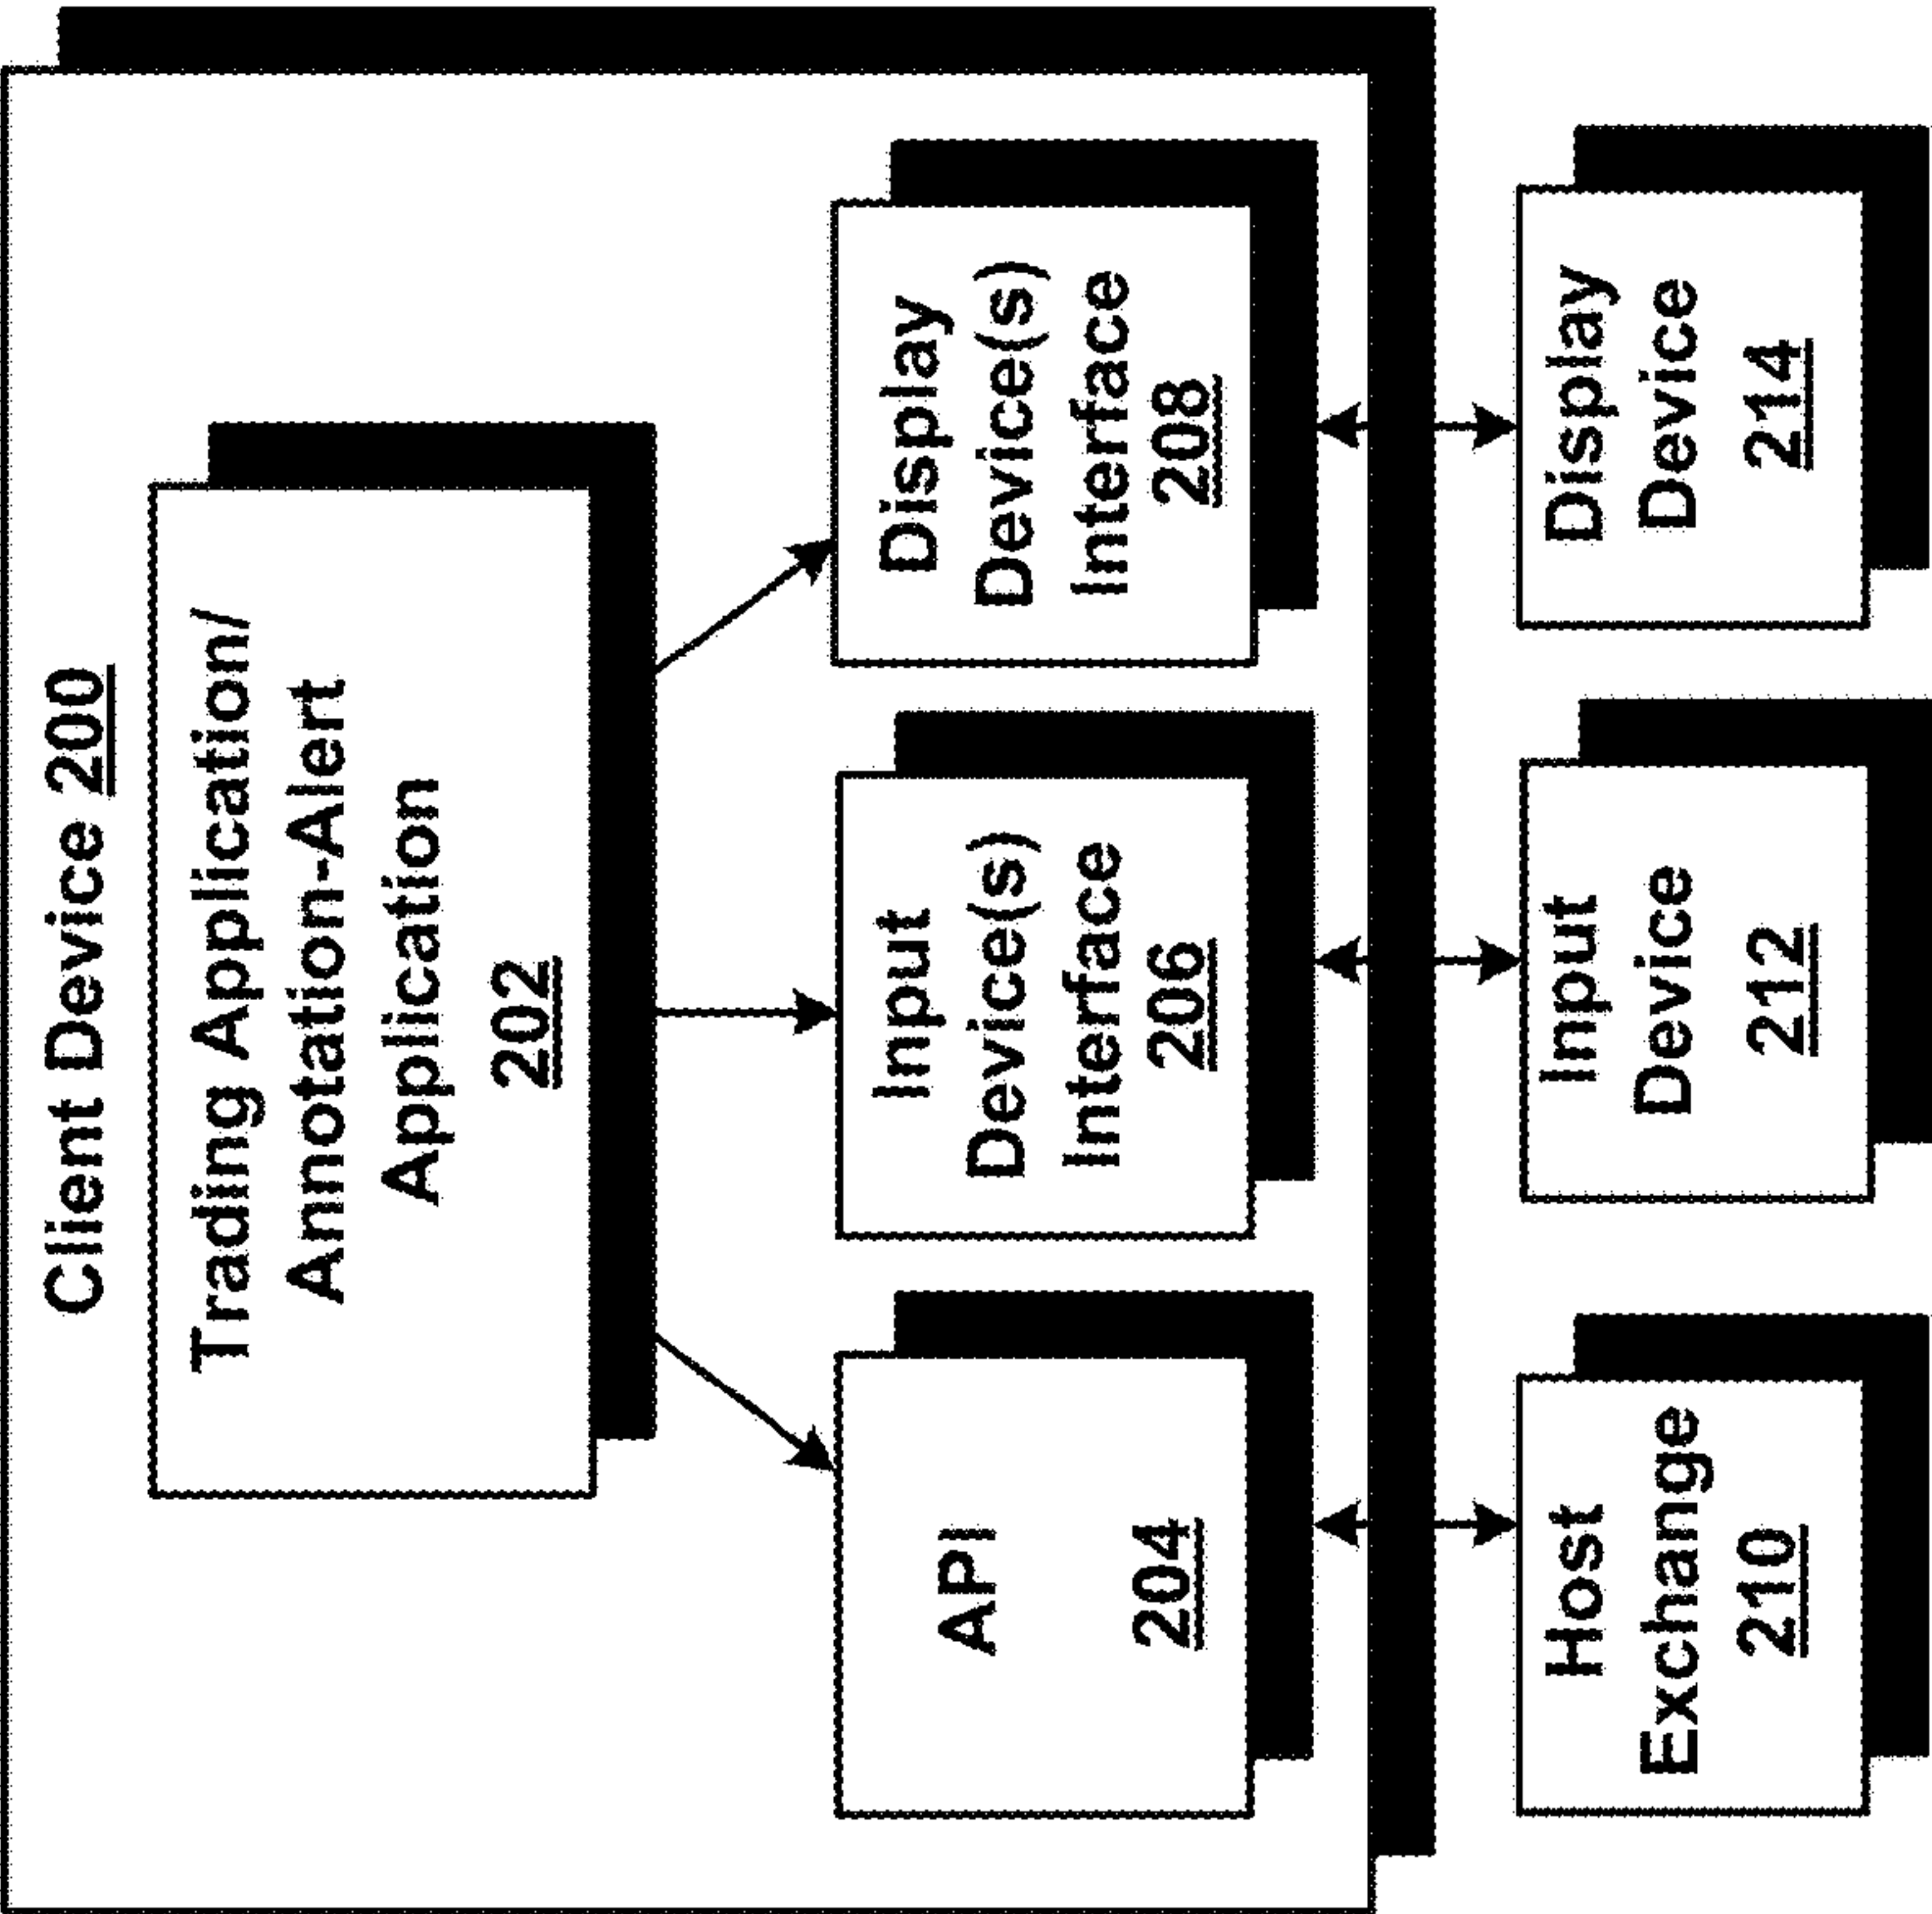 Client Device 200
Trading Application/
Annotation-Alert
Application
202
API
204
Input
Device(s)
Interface
206
Display
Device(s)
Interface
208
Host
Exchange
210
Input
Device
212
Display
Device
214